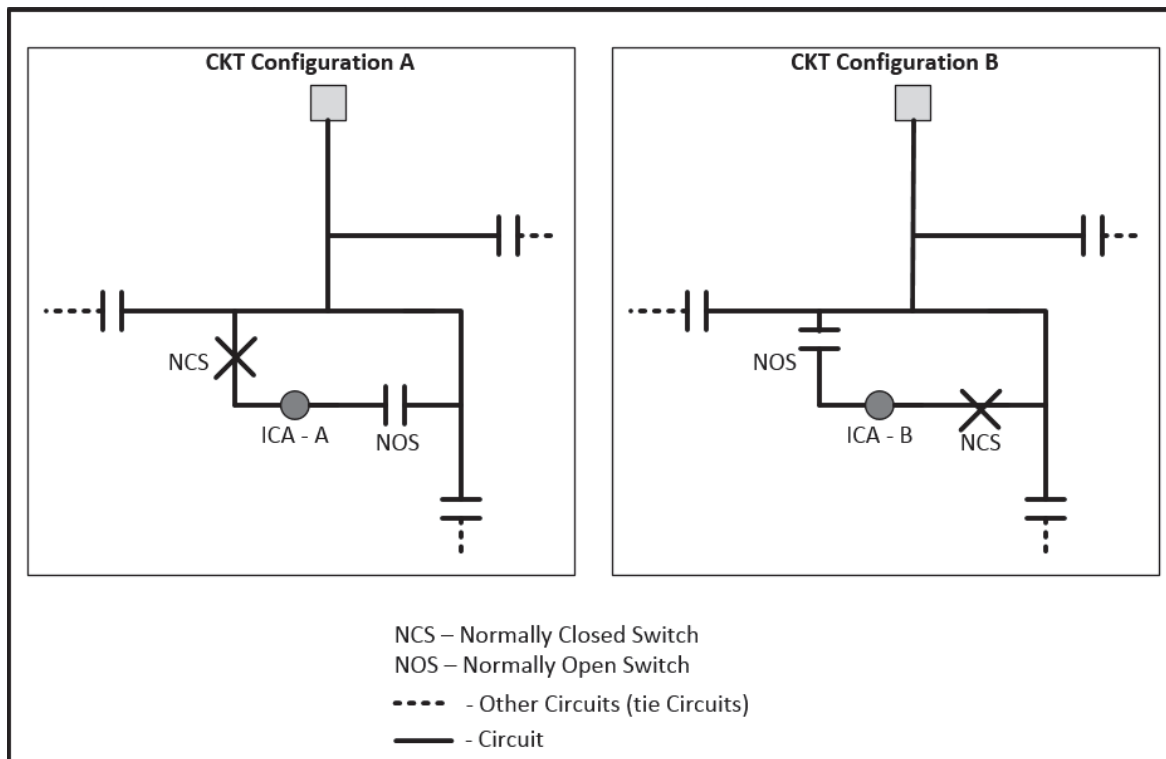 CKT Configuration A
NCS
ICA - A
NOS
CKT Configuration B
NOS
ICA - B
NCS
NCS – Normally Closed Switch
NOS – Normally Open Switch
- Other Circuits (tie Circuits)
- Circuit